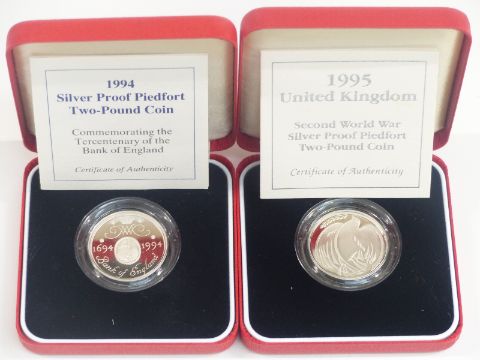 1994
Silver Proof Piedfort
Two-Pound Coin
Commemorating the
Tercentenary of the
Bank of England
Certificate of Authenticity
1694 1994
Bank of England
1995
United Kingdom
Second World War
Silver Proof Piedfort
Two-Pound Coin
Certificate of Authenticity